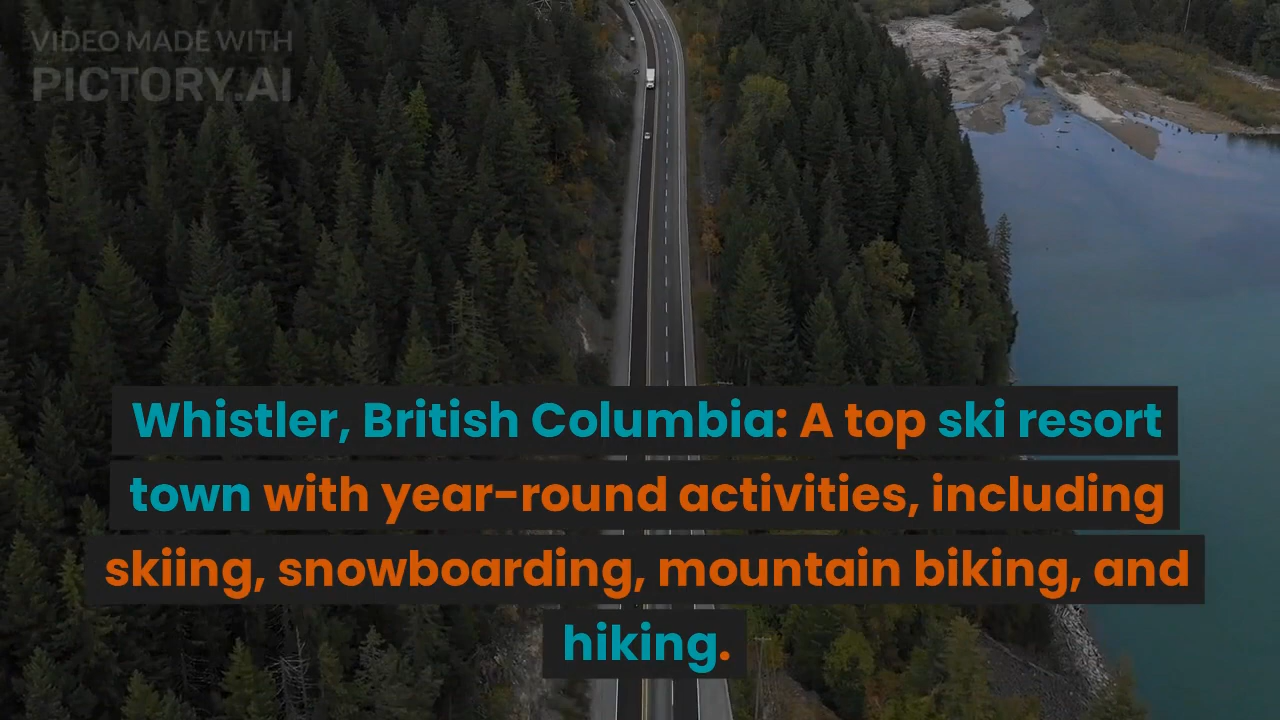 VIDEO MADE WITH
PICTORY.AI
Whistler, British Columbia: A top ski resort
town with year-round activities, including
skiing, snowboarding, mountain biking, and
hiking.